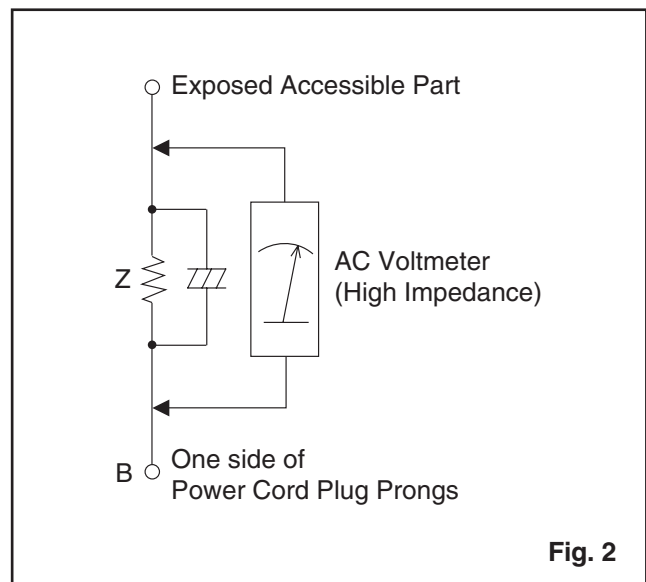 Exposed Accessible Part
Z
AC Voltmeter
(High Impedance)
B
One side of
Power Cord Plug Prongs
Fig. 2